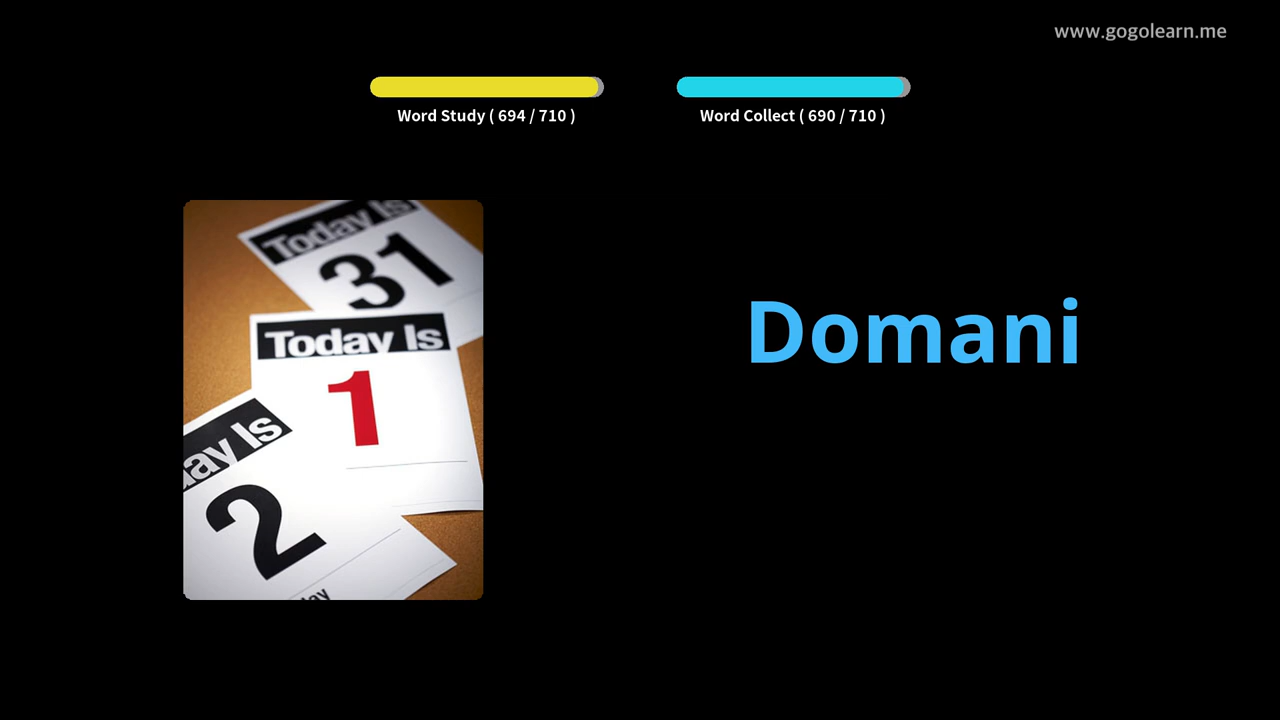 www.gogolearn.me
Word Study ( 694 / 710 )
Word Collect ( 690 / 710 )
Today Is
31
Today Is
1
ay Is
2
ay
Domani